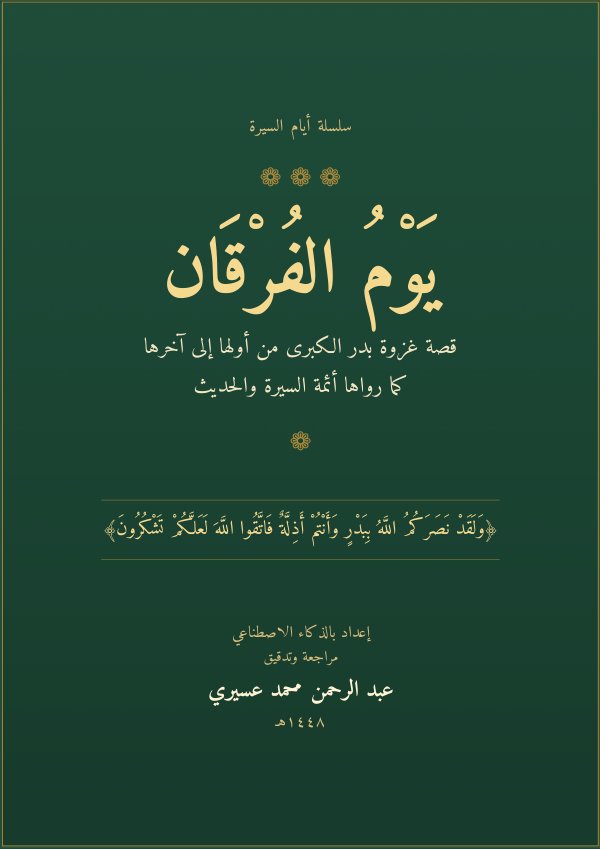 سلسلة أيام السيرة
يَوْمُ الفُرْقَان
قصة غزوة بدر الكبرى من أولها إلى آخرها
كما رواها أئمة السيرة والحديث
﴿وَلَقَدْ نَصَرَكُمُ اللَّهُ بِبَدْرٍ وَأَنْتُمْ أَذِلَّةٌ فَاتَّقُوا اللَّهَ لَعَلَّكُمْ تَشْكُرُونَ﴾
إعداد بالذكاء الاصطناعي
مراجعة وتدقيق
عبد الرحمن محمد عسيري
١٤٤٨هـ